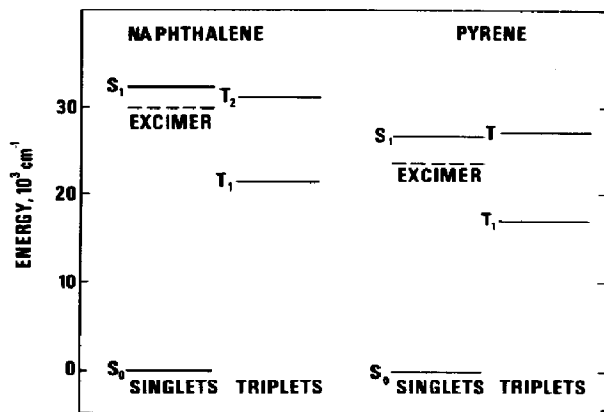 NAPHTHALENE
PYRENE
ENERGY, 10³ cm⁻¹
30
20
10
0
S₁
T₂
EXCIMER
T₁
S₀
SINGLETS TRIPLETS
S₁
T
EXCIMER
T₁
S₀
SINGLETS TRIPLETS